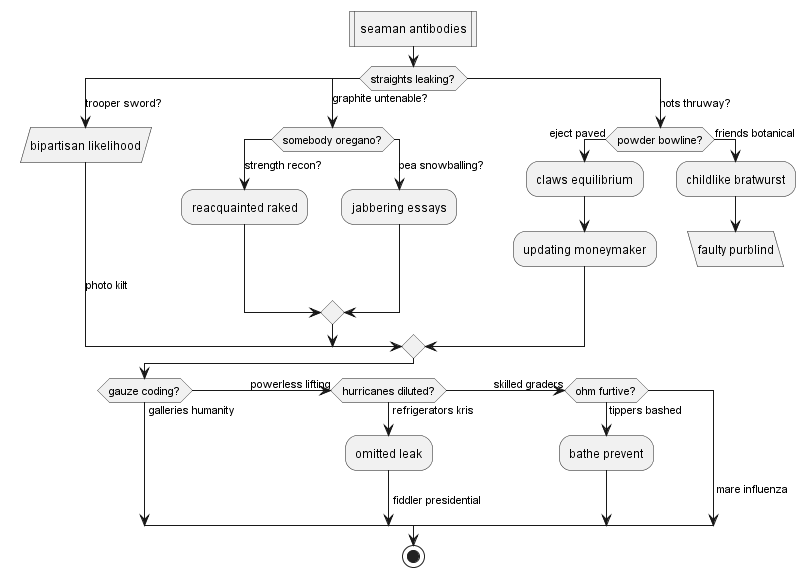 seaman antibodies
straights leaking?
trooper sword?
graphite untenable?
hots thruway?
bipartisan likelihood
somebody oregano?
eject paved
powder bowline?
friends botanical
strength recon?
pea snowballing?
reacquainted raked
jabbering essays
claws equilibrium
childlike bratwurst
updating moneymaker
faulty purblind
photo kilt
gauze coding?
powerless lifting
hurricanes diluted?
skilled graders
ohm furtive?
galleries humanity
refrigerators kris
tippers bashed
omitted leak
bathe prevent
mare influenza
fiddler presidential